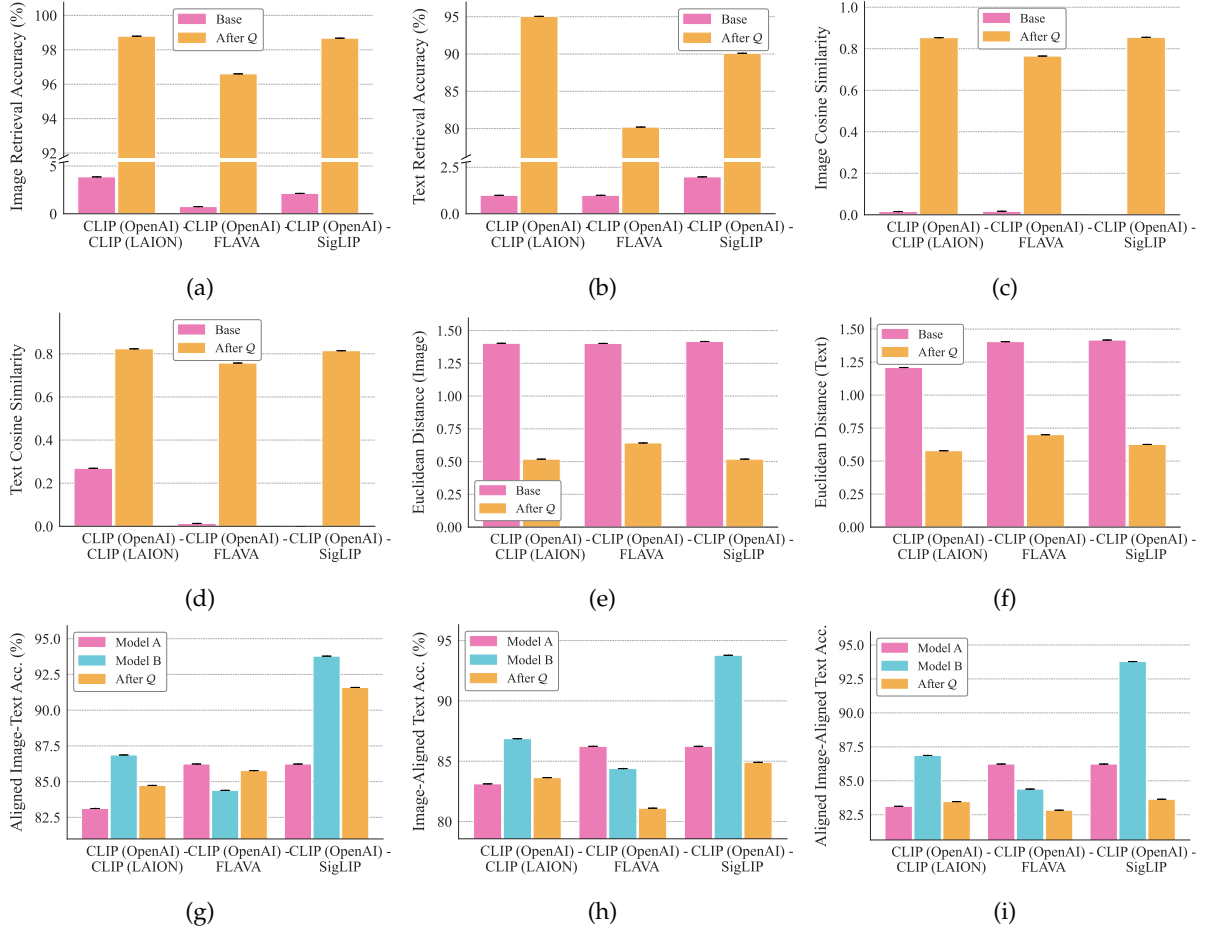 Image Retrieval Accuracy (%)
100
98
96
94
92
5
0
Base
After Q
CLIP (OpenAI) -
CLIP (LAION)
CLIP (OpenAI) -
FLAVA
CLIP (OpenAI) -
SigLIP
(a)
Text Retrieval Accuracy (%)
95
90
85
80
2.5
0.0
Base
After Q
CLIP (OpenAI) -
CLIP (LAION)
CLIP (OpenAI) -
FLAVA
CLIP (OpenAI) -
SigLIP
(b)
Image Cosine Similarity
1.0
0.8
0.6
0.4
0.2
0.0
Base
After Q
CLIP (OpenAI) -
CLIP (LAION)
CLIP (OpenAI) -
FLAVA
CLIP (OpenAI) -
SigLIP
(c)
Text Cosine Similarity
0.8
0.6
0.4
0.2
0.0
Base
After Q
CLIP (OpenAI) -
CLIP (LAION)
CLIP (OpenAI) -
FLAVA
CLIP (OpenAI) -
SigLIP
(d)
Euclidean Distance (Image)
1.50
1.25
1.00
0.75
0.50
0.25
0.00
Base
After Q
CLIP (OpenAI) -
CLIP (LAION)
CLIP (OpenAI) -
FLAVA
CLIP (OpenAI) -
SigLIP
(e)
Euclidean Distance (Text)
1.50
1.25
1.00
0.75
0.50
0.25
0.00
Base
After Q
CLIP (OpenAI) -
CLIP (LAION)
CLIP (OpenAI) -
FLAVA
CLIP (OpenAI) -
SigLIP
(f)
Aligned Image-Text Acc. (%)
95.0
92.5
90.0
87.5
85.0
82.5
Model A
Model B
After Q
CLIP (OpenAI) -
CLIP (LAION)
CLIP (OpenAI) -
FLAVA
CLIP (OpenAI) -
SigLIP
(g)
Image-Aligned Text Acc. (%)
95
90
85
80
Model A
Model B
After Q
CLIP (OpenAI) -
CLIP (LAION)
CLIP (OpenAI) -
FLAVA
CLIP (OpenAI) -
SigLIP
(h)
Aligned Image-Aligned Text Acc.
95.0
92.5
90.0
87.5
85.0
82.5
Model A
Model B
After Q
CLIP (OpenAI) -
CLIP (LAION)
CLIP (OpenAI) -
FLAVA
CLIP (OpenAI) -
SigLIP
(i)